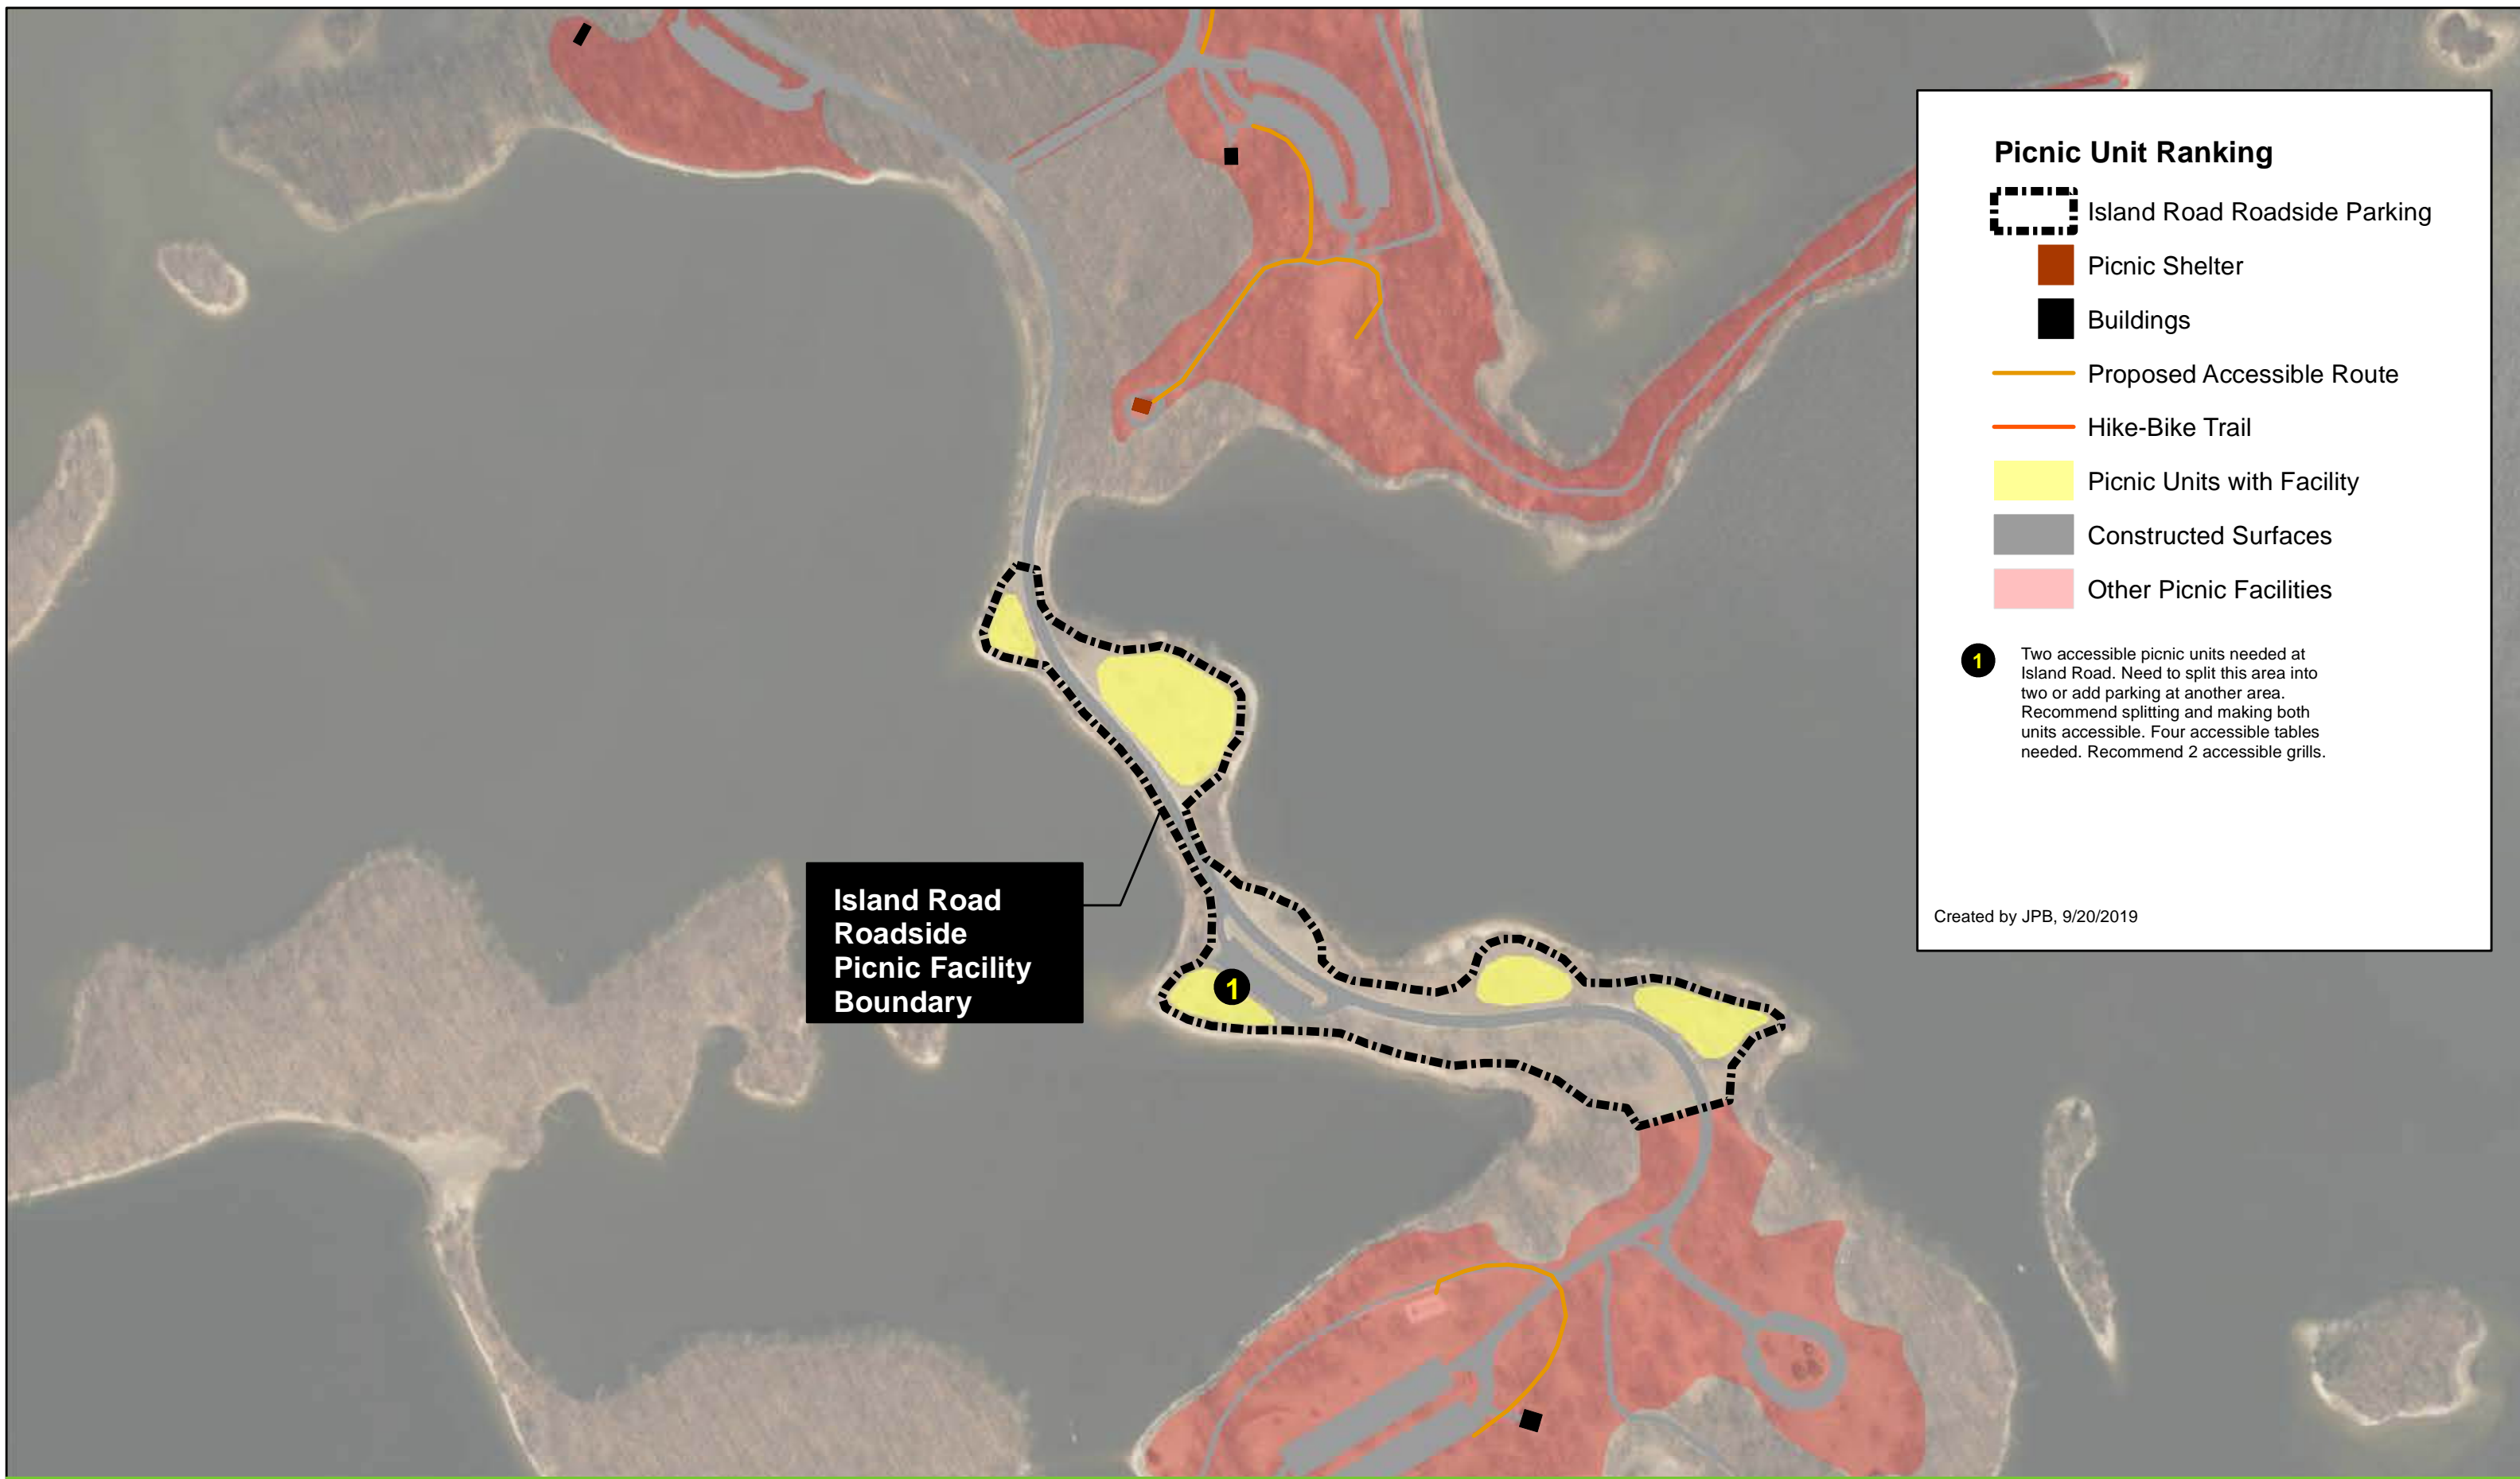 Picnic Unit Ranking
Island Road Roadside Parking
Picnic Shelter
Buildings
Proposed Accessible Route
Hike-Bike Trail
Picnic Units with Facility
Constructed Surfaces
Other Picnic Facilities
1
Two accessible picnic units needed at
Island Road. Need to split this area into
two or add parking at another area.
Recommend splitting and making both
units accessible. Four accessible tables
needed. Recommend 2 accessible grills.
Created by JPB, 9/20/2019
Island Road
Roadside
Picnic Facility
Boundary
1